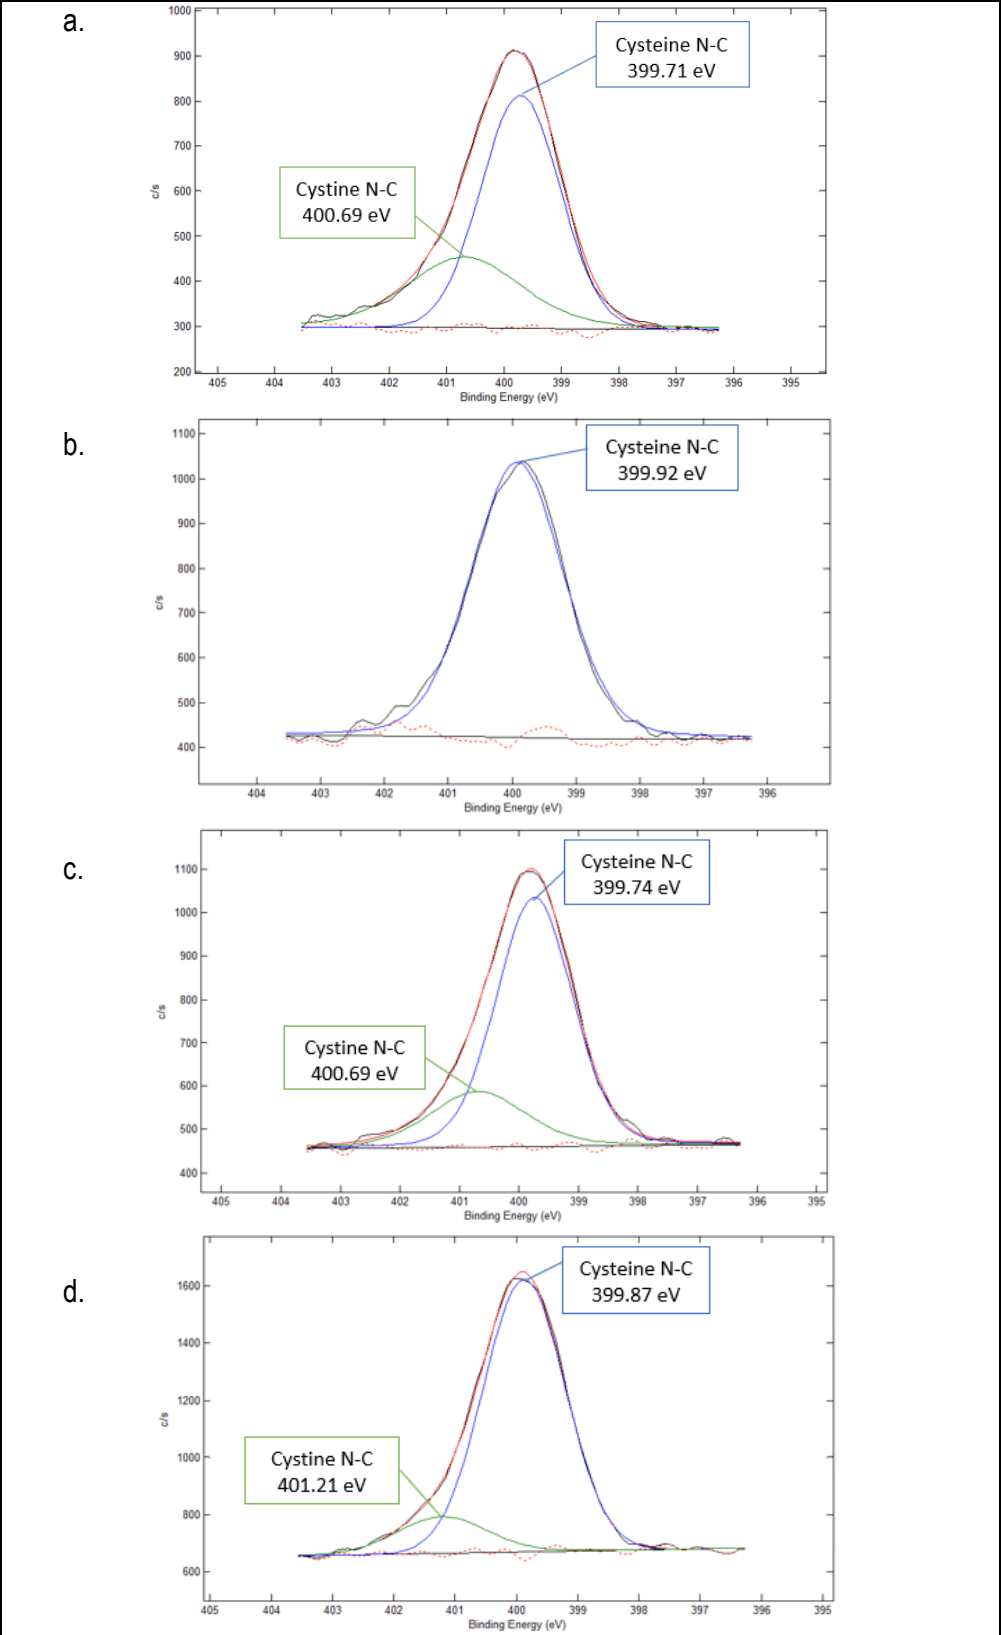 a.
1000
900
800
700
600
500
400
300
200
c/s
Cysteine N-C
399.71 eV
Cystine N-C
400.69 eV
405 404 403 402 401 400 399 398 397 396 395
Binding Energy (eV)
b.
1100
1000
900
800
700
600
500
400
c/s
Cysteine N-C
399.92 eV
404 403 402 401 400 399 398 397 396
Binding Energy (eV)
c.
1100
1000
900
800
700
600
500
400
c/s
Cysteine N-C
399.74 eV
Cystine N-C
400.69 eV
405 404 403 402 401 400 399 398 397 396 395
Binding Energy (eV)
d.
1600
1400
1200
1000
800
600
c/s
Cysteine N-C
399.87 eV
Cystine N-C
401.21 eV
405 404 403 402 401 400 399 398 397 396 395
Binding Energy (eV)